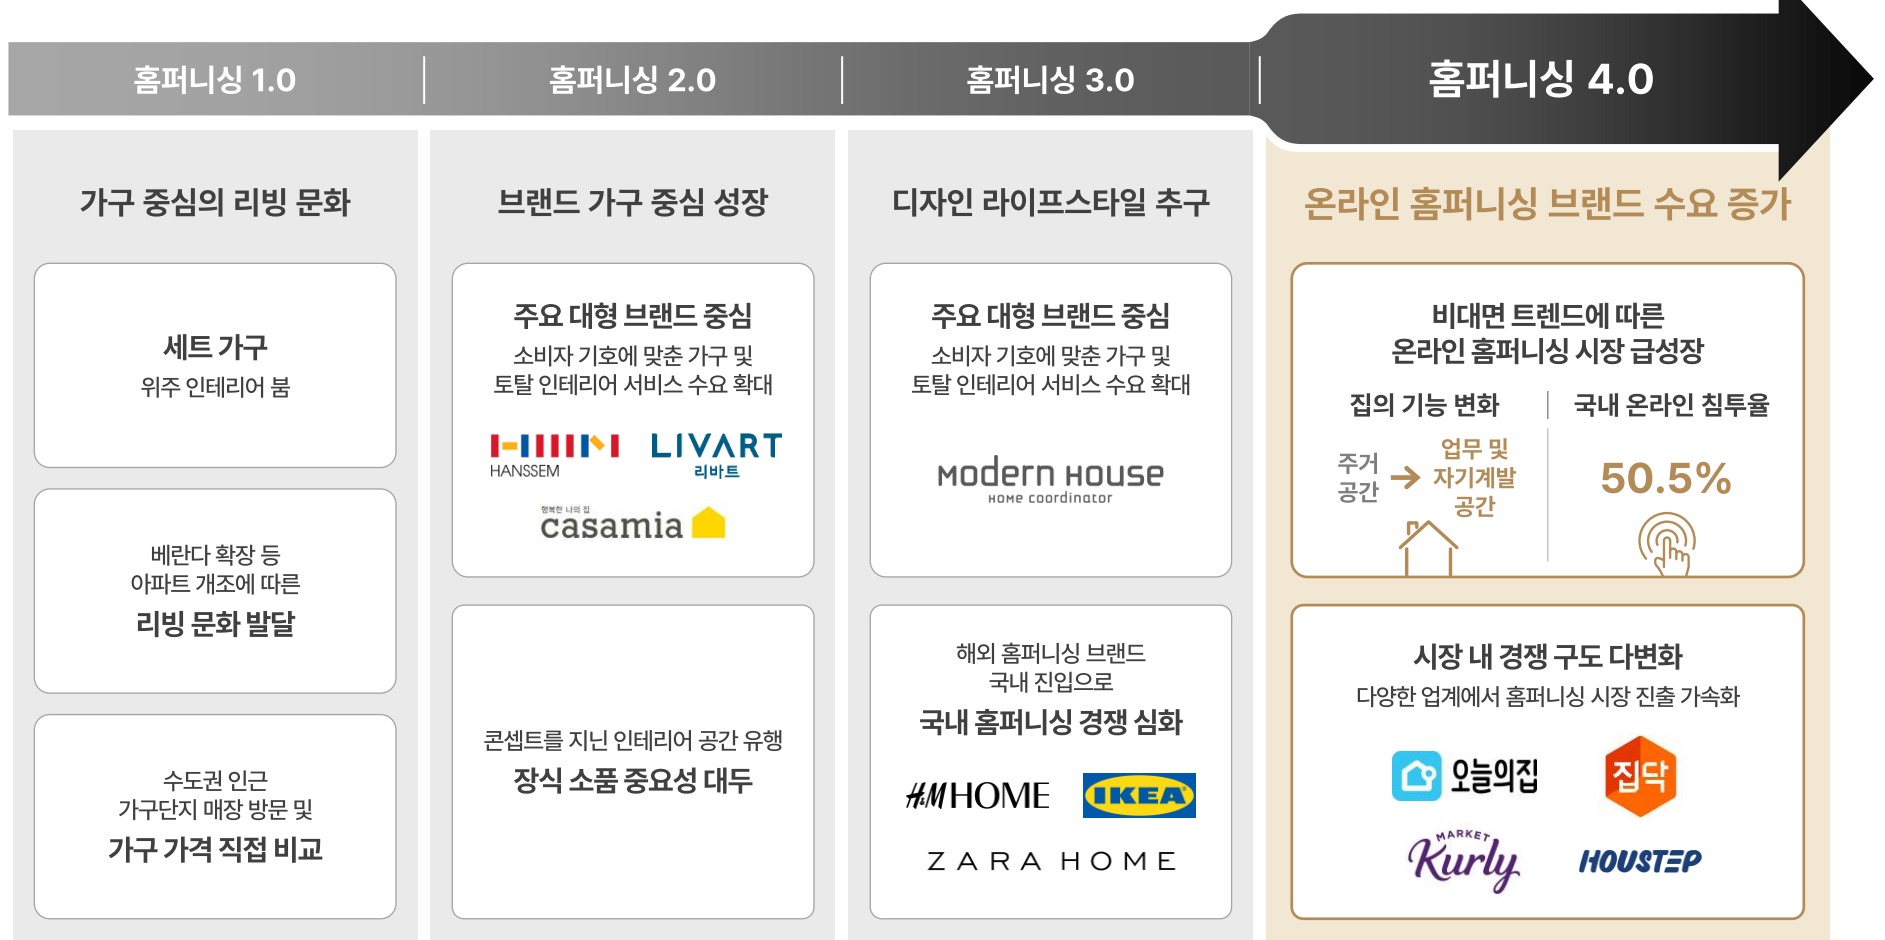 홈퍼니싱 1.0
홈퍼니싱 2.0
홈퍼니싱 3.0
홈퍼니싱 4.0
가구 중심의 리빙 문화
세트 가구
위주 인테리어 붐
베란다 확장 등
아파트 개조에 따른
리빙 문화 발달
수도권 인근
가구단지 매장 방문 및
가구 가격 직접 비교
브랜드 가구 중심 성장
주요 대형 브랜드 중심
소비자 기호에 맞춘 가구 및
토탈 인테리어 서비스 수요 확대
HANSSEM
LIVART
리바트
행복한 나의 집
casamia
콘셉트를 지닌 인테리어 공간 유행
장식 소품 중요성 대두
디자인 라이프스타일 추구
주요 대형 브랜드 중심
소비자 기호에 맞춘 가구 및
토탈 인테리어 서비스 수요 확대
Modern House
Home coordinator
해외 홈퍼니싱 브랜드
국내 진입으로
국내 홈퍼니싱 경쟁 심화
H&M HOME
IKEA
ZARA HOME
온라인 홈퍼니싱 브랜드 수요 증가
비대면 트렌드에 따른
온라인 홈퍼니싱 시장 급성장
집의 기능 변화
주거
공간
업무 및
자기계발
공간
국내 온라인 침투율
50.5%
시장 내 경쟁 구도 다변화
다양한 업계에서 홈퍼니싱 시장 진출 가속화
오늘의집
집닥
MARKET
Kurly
HOUSTEP